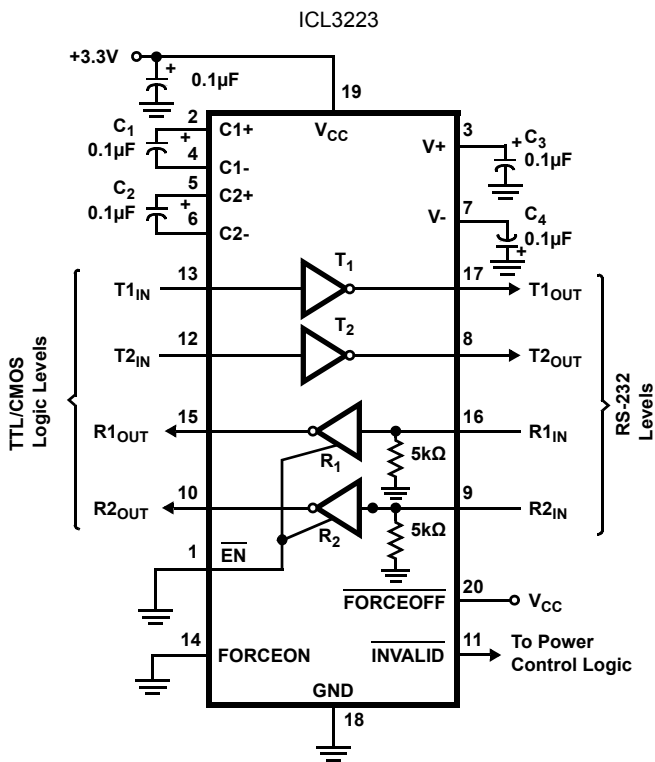 ICL3223
+3.3V
+
0.1µF
19
2
C1+
VCC
3
C1
0.1µF
+
V+
+
C3
0.1µF
4
C1-
5
C2+
C2
0.1µF
+
7
C4
0.1µF
+
6
C2-
V-
T1
13
17
T1IN
T1OUT
T2
12
8
T2IN
T2OUT
TTL/CMOS
Logic Levels
RS-232
Levels
15
16
R1OUT
R1IN
R1
5kΩ
10
9
R2OUT
R2IN
R2
5kΩ
1
EN
FORCEOFF
20
VCC
14
FORCEON
INVALID
11
To Power
Control Logic
GND
18